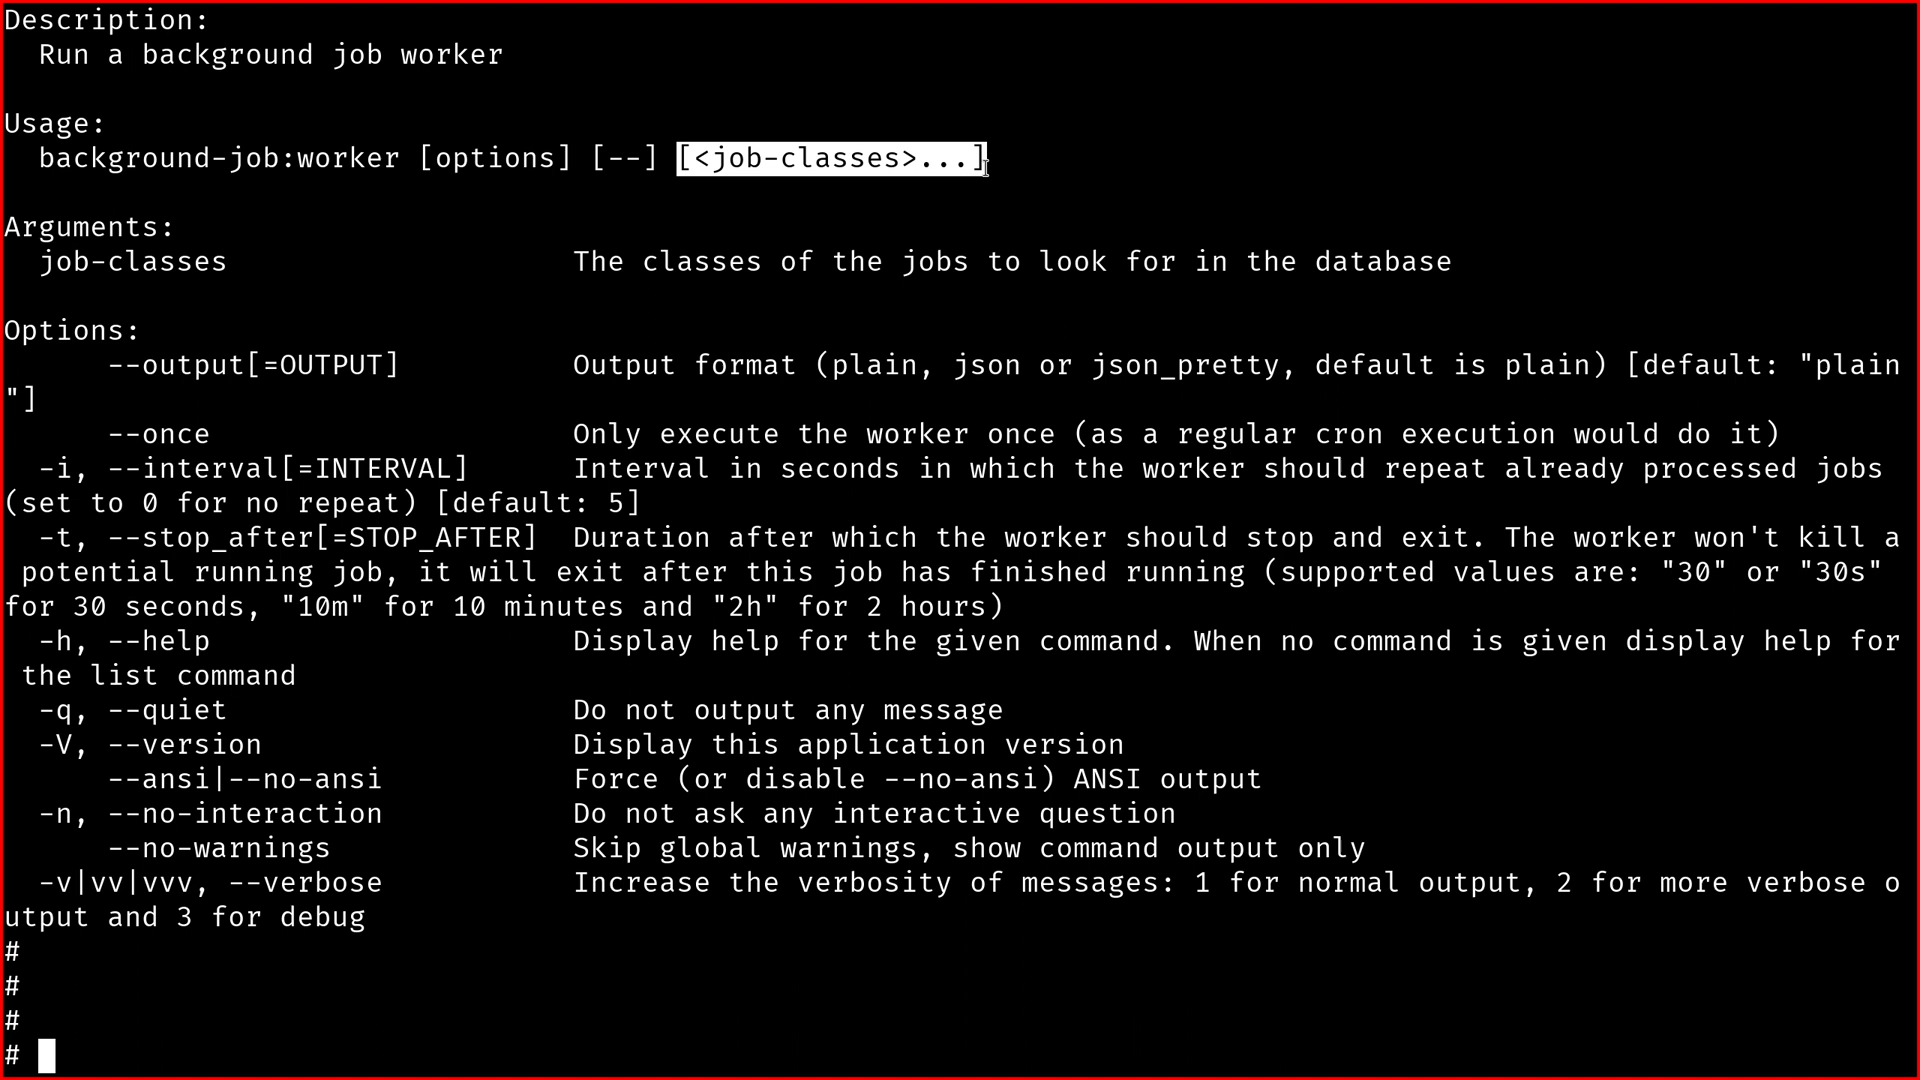 Description:
  Run a background job worker

Usage:
  background-job:worker [options] [--] [<job-classes>...]

Arguments:
  job-classes                    The classes of the jobs to look for in the database

Options:
      --output[=OUTPUT]          Output format (plain, json or json_pretty, default is plain) [default: "plain
"]
      --once                     Only execute the worker once (as a regular cron execution would do it)
  -i, --interval[=INTERVAL]      Interval in seconds in which the worker should repeat already processed jobs
(set to 0 for no repeat) [default: 5]
  -t, --stop_after[=STOP_AFTER]  Duration after which the worker should stop and exit. The worker won't kill a
 potential running job, it will exit after this job has finished running (supported values are: "30" or "30s"
for 30 seconds, "10m" for 10 minutes and "2h" for 2 hours)
  -h, --help                     Display help for the given command. When no command is given display help for
 the list command
  -q, --quiet                    Do not output any message
  -V, --version                  Display this application version
      --ansi|--no-ansi           Force (or disable --no-ansi) ANSI output
  -n, --no-interaction           Do not ask any interactive question
      --no-warnings              Skip global warnings, show command output only
  -v|vv|vvv, --verbose           Increase the verbosity of messages: 1 for normal output, 2 for more verbose o
utput and 3 for debug
#
#
#
#